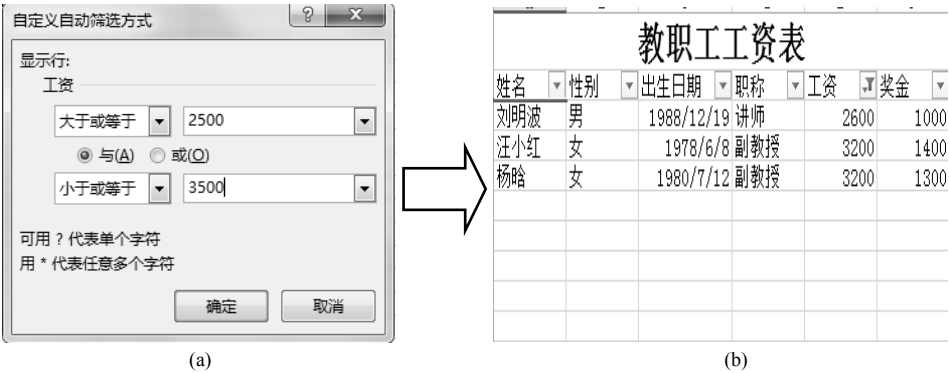 自定义自动筛选方式
显示行:
工资
大于或等于 2500
与(A) 或(O)
小于或等于 3500
可用 ? 代表单个字符
用 * 代表任意多个字符
确定 取消
(a)
教职工工资表
姓名 性别 出生日期 职称 工资 奖金
刘明波 男 1988/12/19 讲师 2600 1000
汪小红 女 1978/6/8 副教授 3200 1400
杨晗 女 1980/7/12 副教授 3200 1300
(b)